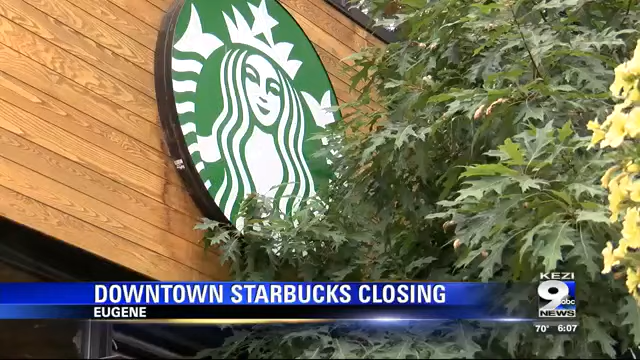 DOWNTOWN STARBUCKS CLOSING
EUGENE
KEZI
9
abc
NEWS
70° 6:07